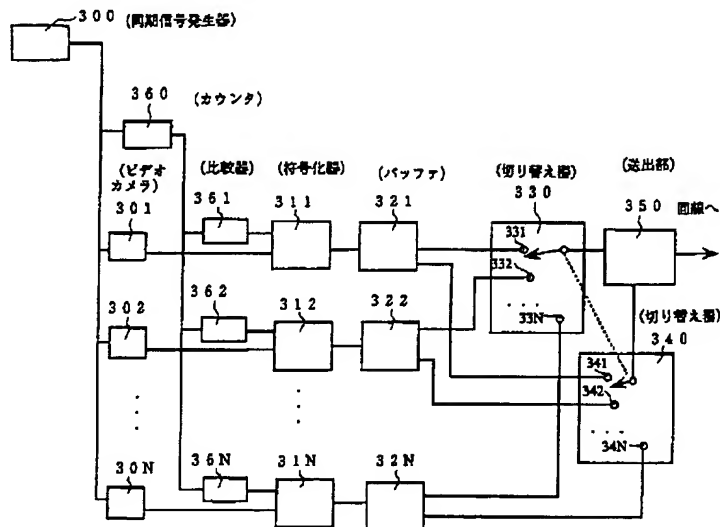 300 (同期信号発生器)
360 (カウンタ)
(ビデオ
カメラ)
(比較器)
(符号化器)
(バッファ)
(切り替え器)
(送出部)
301
361
311
321
330
350
回線へ
331
332
・・・
33N
302
362
312
322
(切り替え器)
340
341
342
・・・
34N
30N
36N
31N
32N